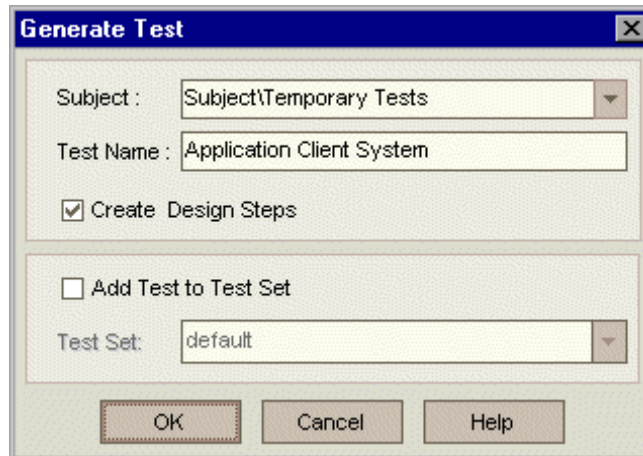 Generate Test
Subject : Subject\Temporary Tests
Test Name : Application Client System
Create Design Steps
Add Test to Test Set
Test Set: default
OK Cancel Help